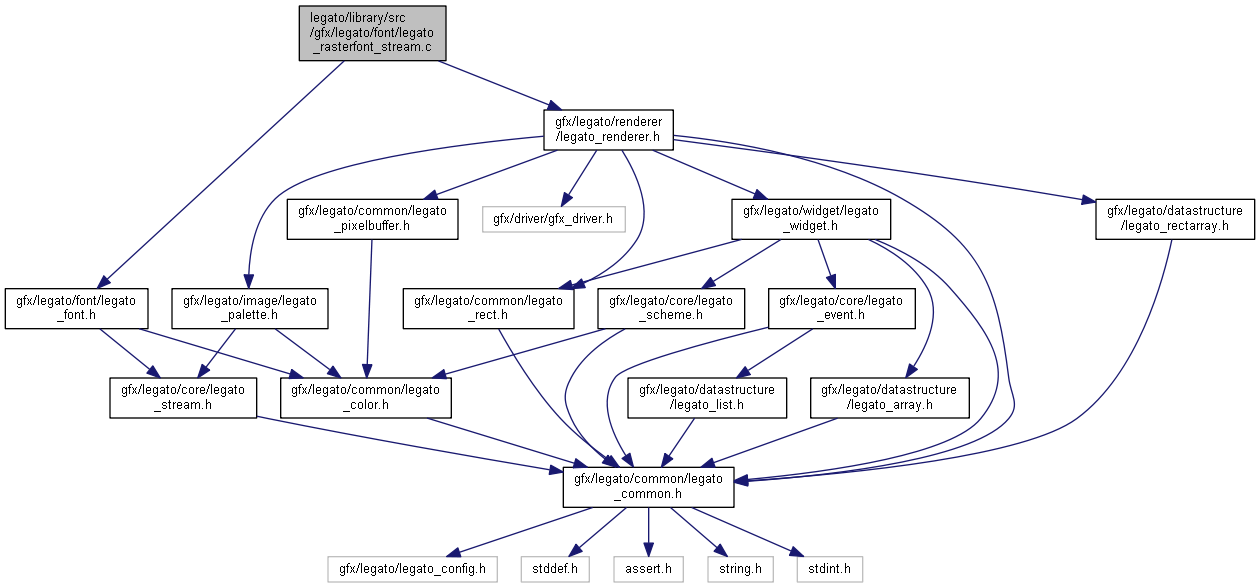 legato/library/src
/gfx/legato/font/legato
_rasterfont_stream.c
gfx/legato/renderer
/legato_renderer.h
gfx/legato/common/legato
_pixelbuffer.h
gfx/driver/gfx_driver.h
gfx/legato/widget/legato
_widget.h
gfx/legato/datastructure
/legato_rectarray.h
gfx/legato/font/legato
_font.h
gfx/legato/image/legato
_palette.h
gfx/legato/common/legato
_rect.h
gfx/legato/core/legato
_scheme.h
gfx/legato/core/legato
_event.h
gfx/legato/core/legato
_stream.h
gfx/legato/common/legato
_color.h
gfx/legato/datastructure
/legato_list.h
gfx/legato/datastructure
/legato_array.h
gfx/legato/common/legato
_common.h
gfx/legato/legato_config.h
stddef.h
assert.h
string.h
stdint.h